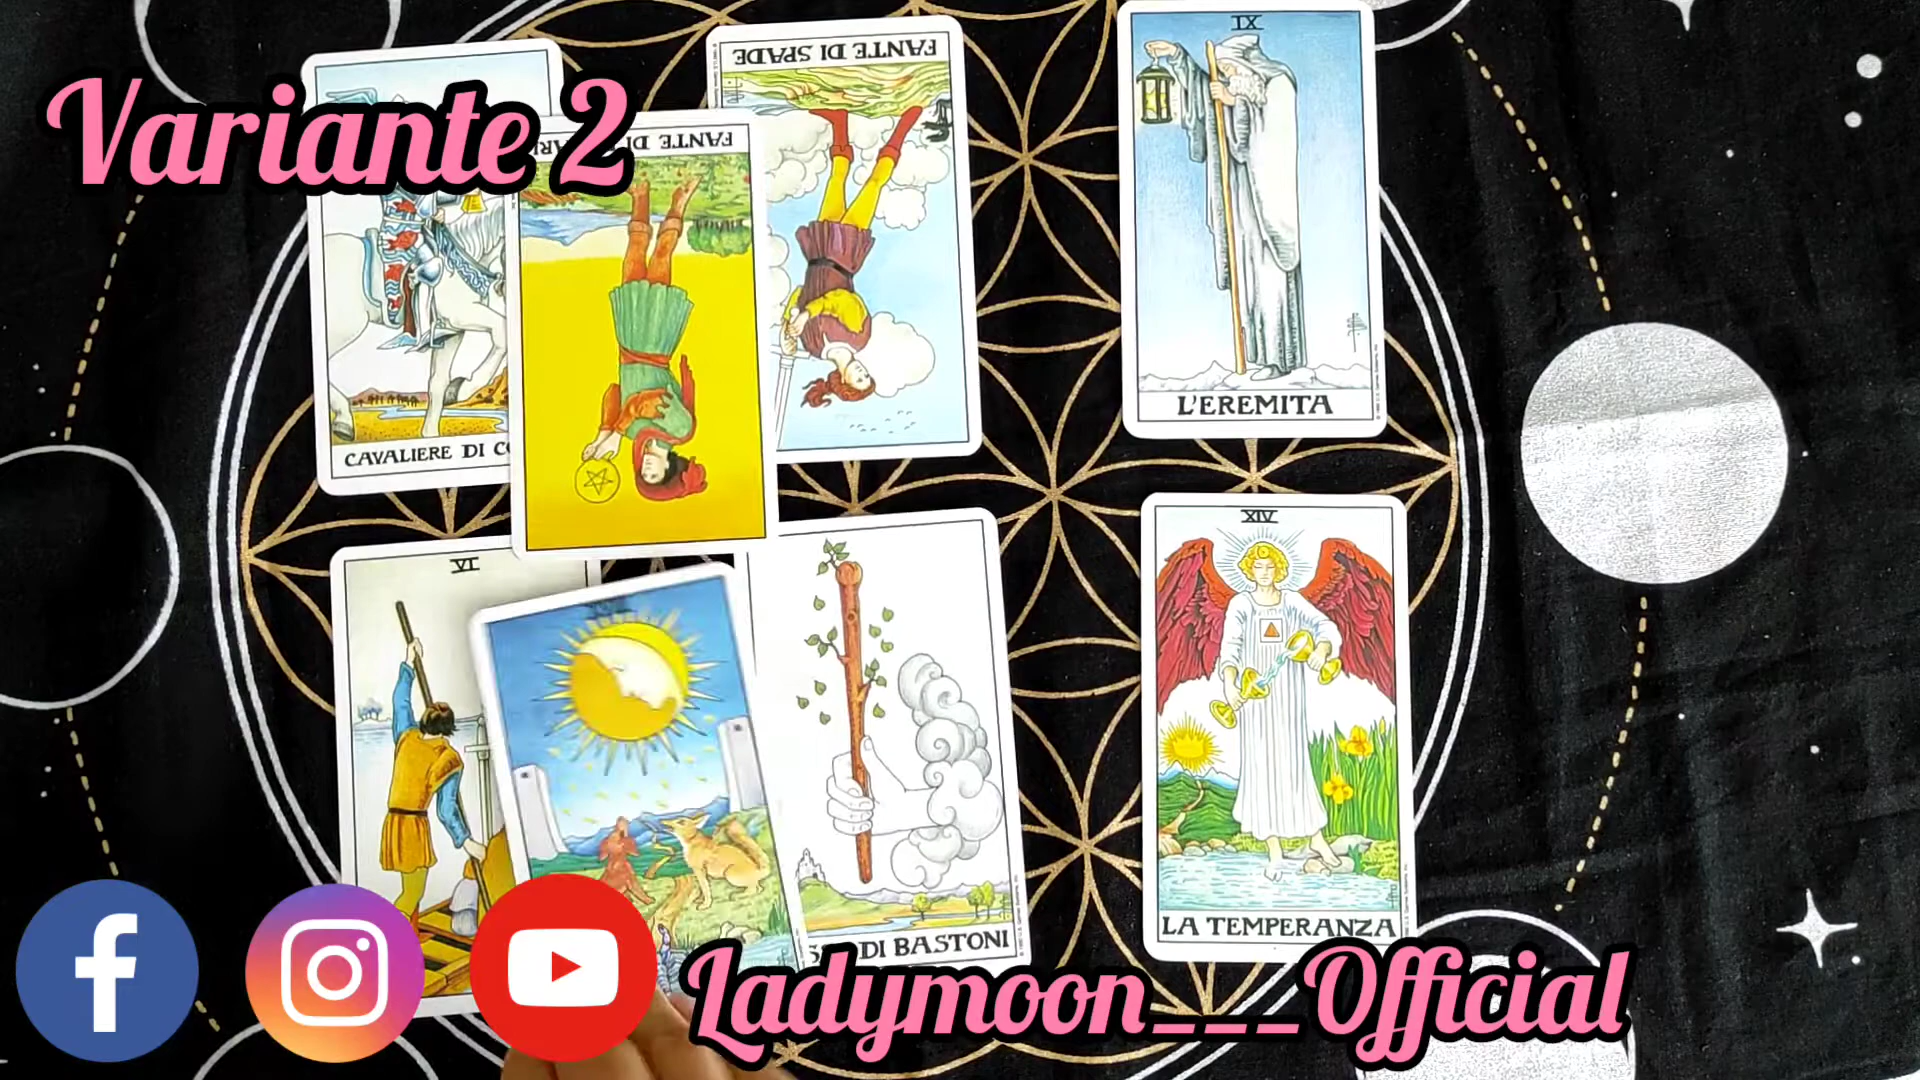 Variante 2
FANTE DI SPADE
FANTE DI
IX
L'EREMITA
CAVALIERE DI
VI
XIV
DI BASTONI
LA TEMPERANZA
Ladymoon___Official